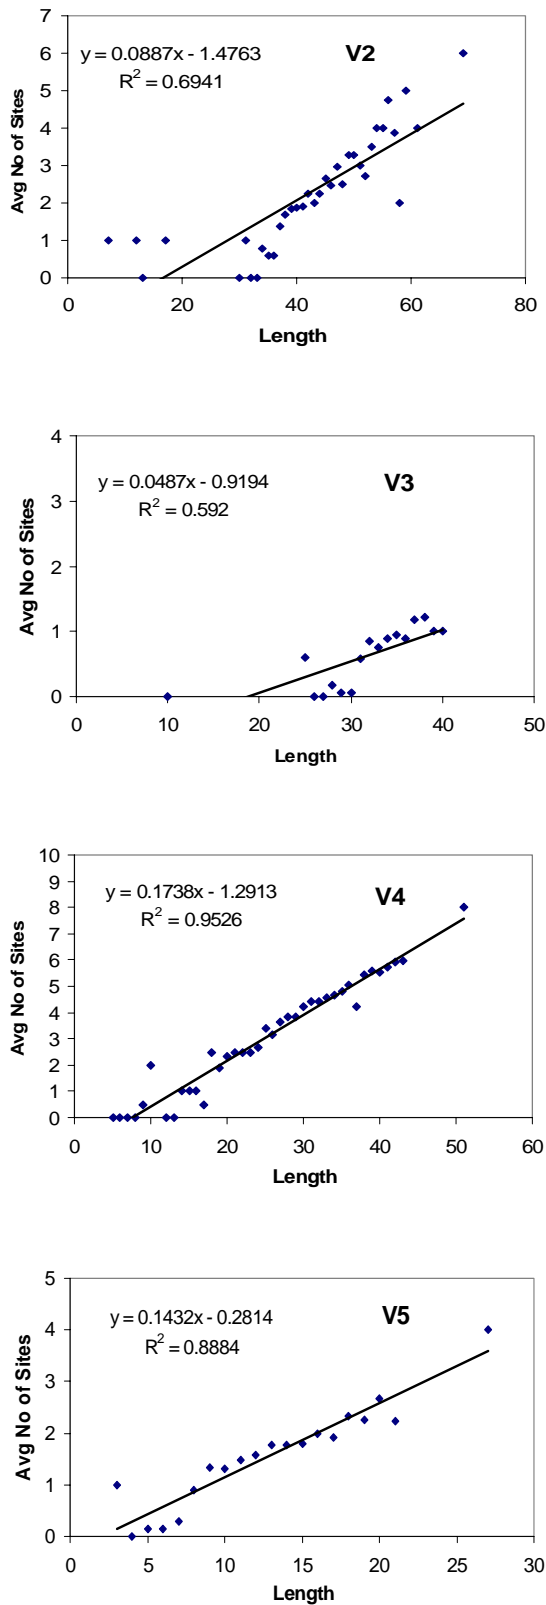 7
6
5
4
3
2
1
0
y = 0.0887x - 1.4763
R² = 0.6941
V2
Avg No of Sites
0 20 40 60 80
Length
4
3
2
1
0
y = 0.0487x - 0.9194
R² = 0.592
V3
Avg No of Sites
0 10 20 30 40 50
Length
10
9
8
7
6
5
4
3
2
1
0
y = 0.1738x - 1.2913
R² = 0.9526
V4
Avg No of Sites
0 10 20 30 40 50 60
Length
5
4
3
2
1
0
y = 0.1432x - 0.2814
R² = 0.8884
V5
Avg No of Sites
0 5 10 15 20 25 30
Length